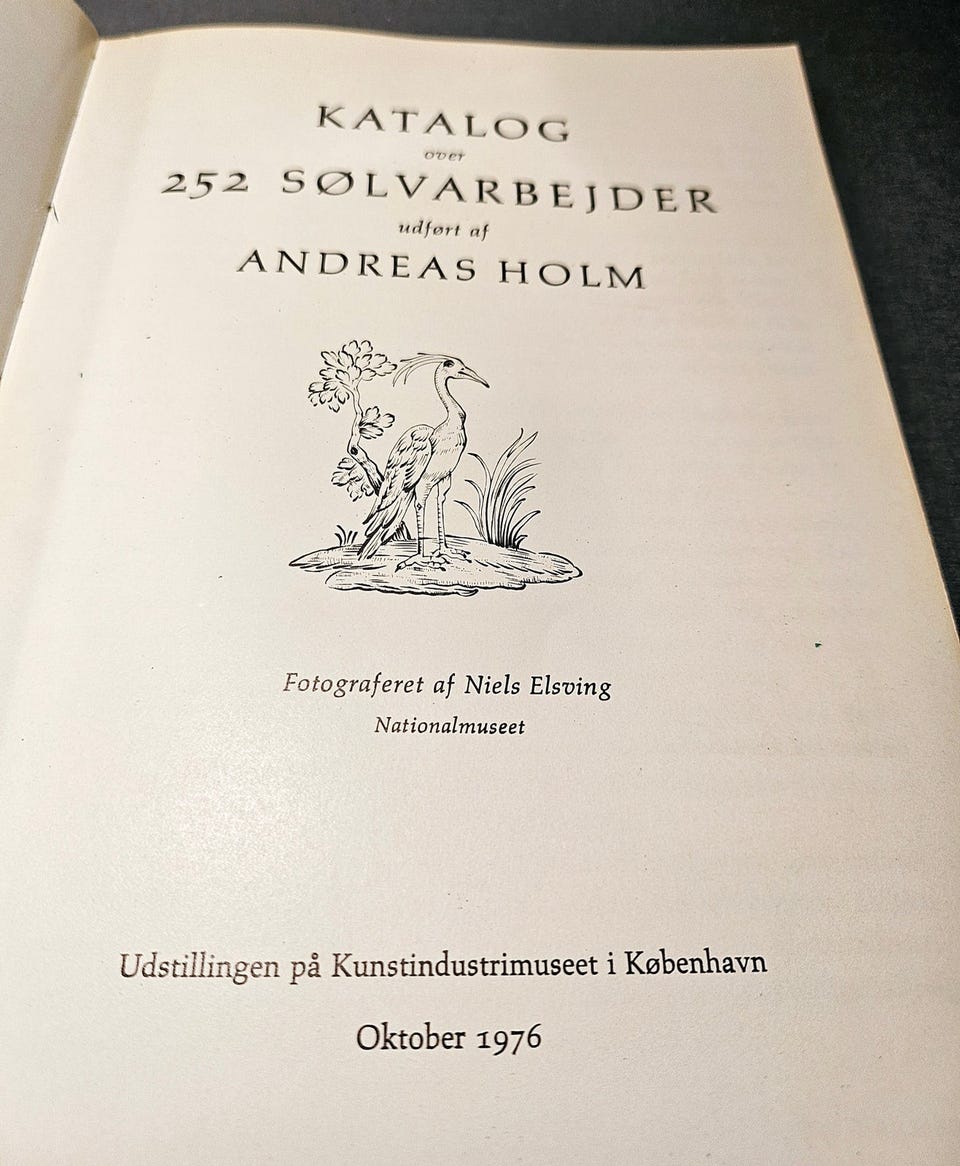 KATALOG
over
252 SØLVARBEJDER
udført af
ANDREAS HOLM
Fotograferet af Niels Elsving
Nationalmuseet
Udstillingen på Kunstindustrimuseet i København
Oktober 1976